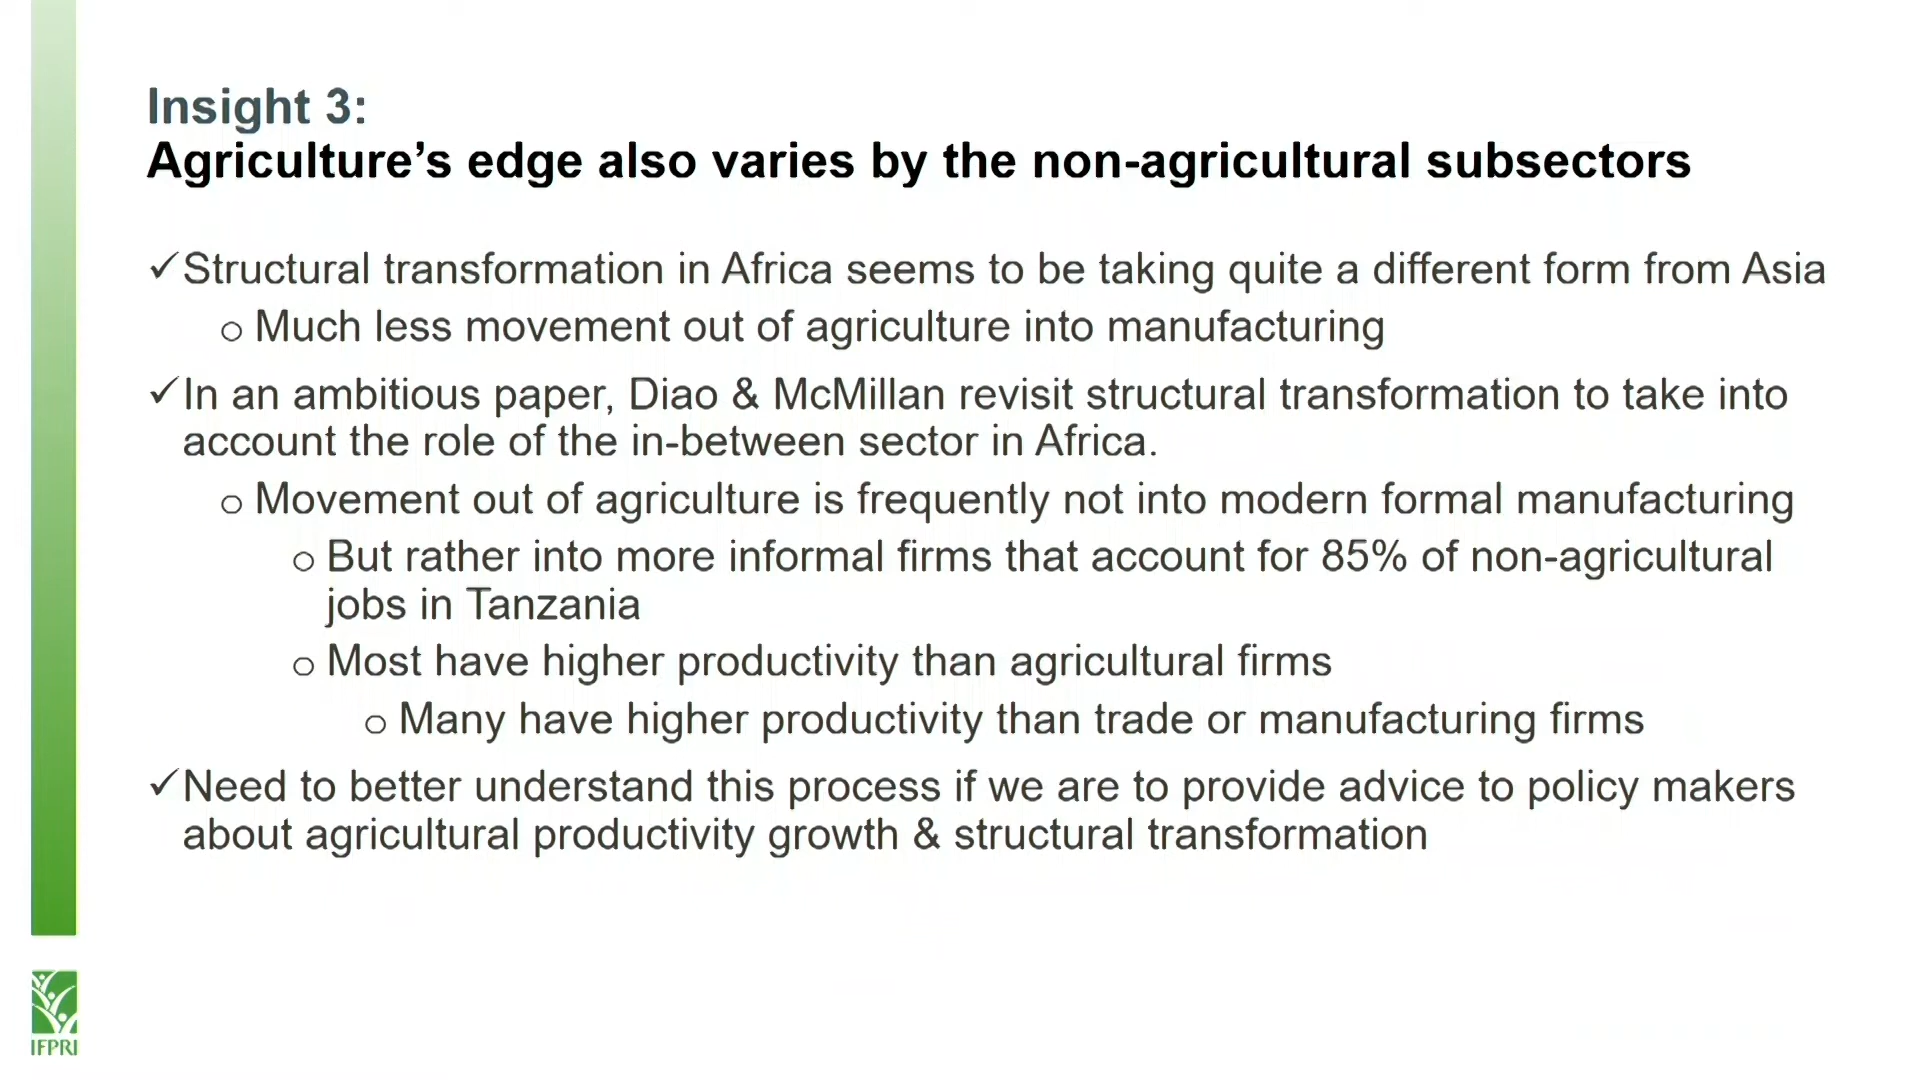 Insight 3:
Agriculture’s edge also varies by the non-agricultural subsectors
✓Structural transformation in Africa seems to be taking quite a different form from Asia
o Much less movement out of agriculture into manufacturing
✓In an ambitious paper, Diao & McMillan revisit structural transformation to take into
account the role of the in-between sector in Africa.
o Movement out of agriculture is frequently not into modern formal manufacturing
o But rather into more informal firms that account for 85% of non-agricultural
jobs in Tanzania
o Most have higher productivity than agricultural firms
o Many have higher productivity than trade or manufacturing firms
✓Need to better understand this process if we are to provide advice to policy makers
about agricultural productivity growth & structural transformation
IFPRI